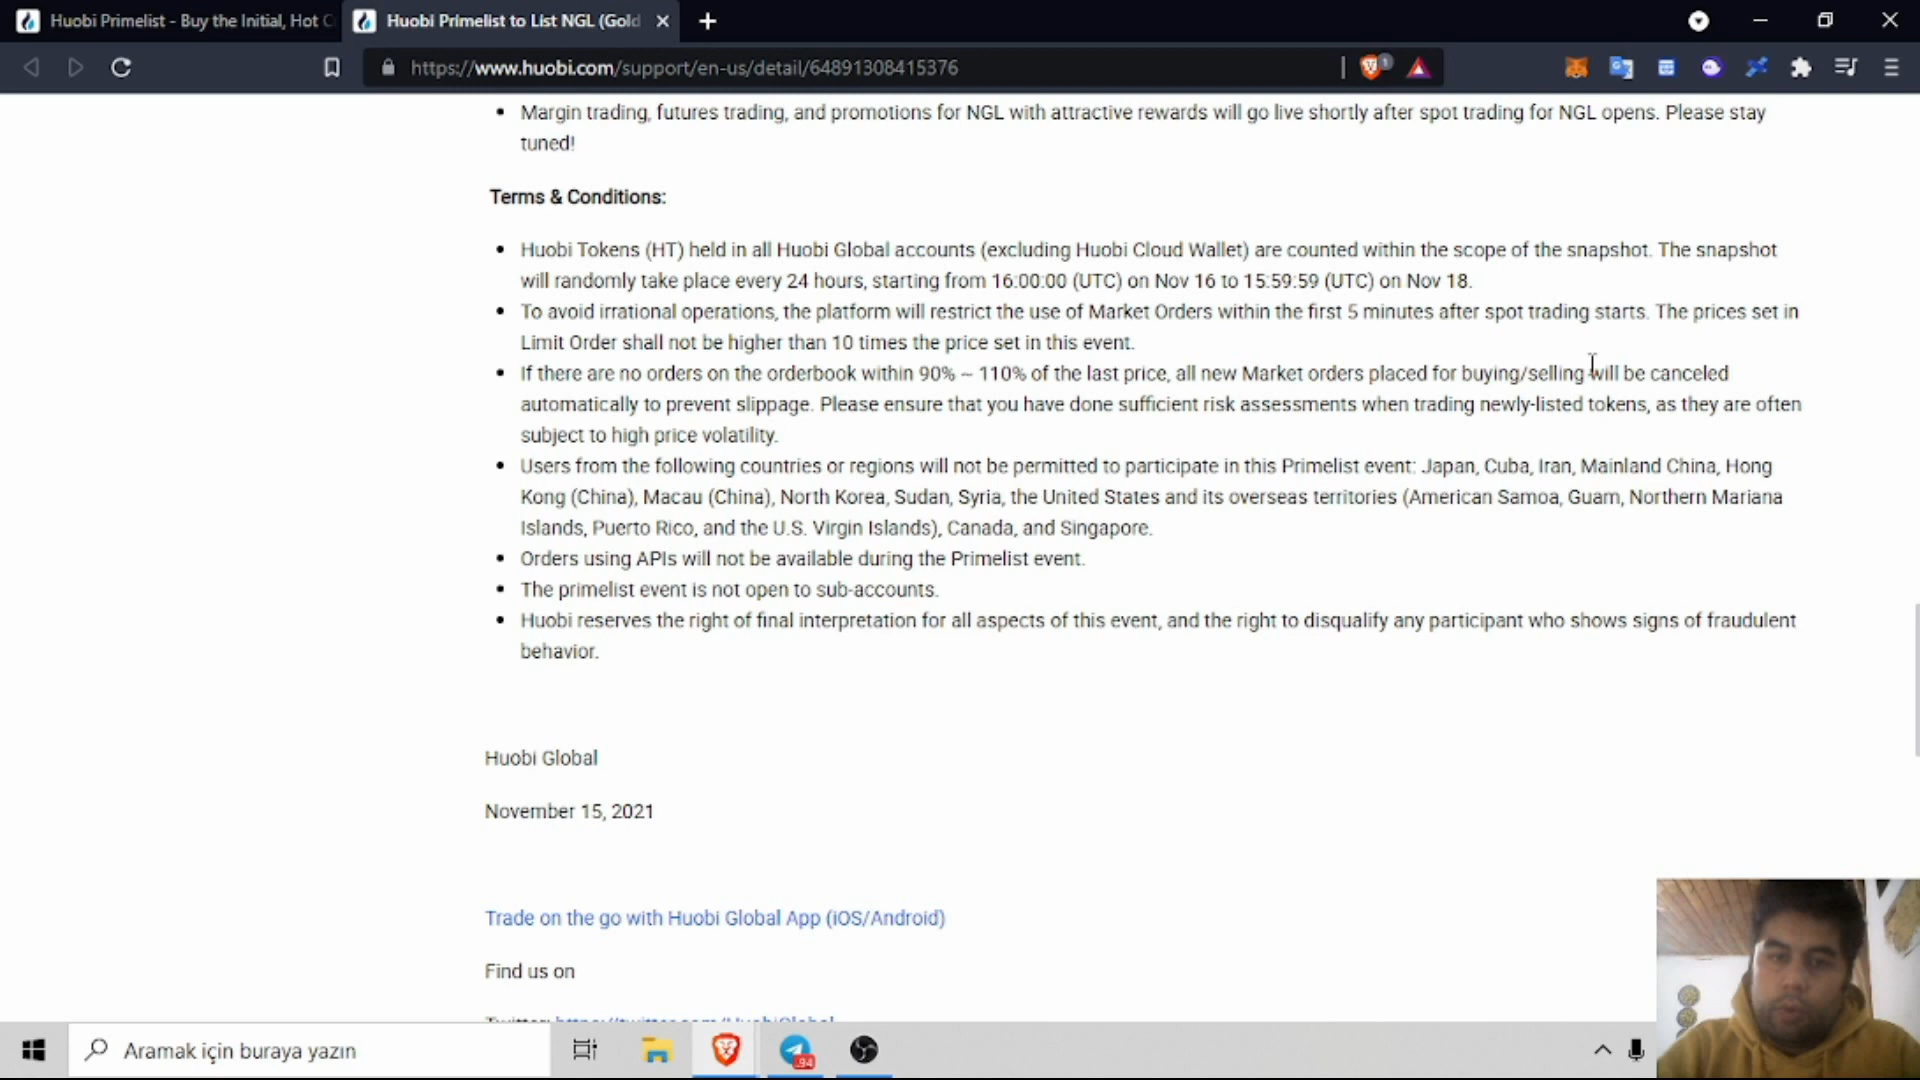 Huobi Primelist - Buy the Initial, Hot C
Huobi Primelist to List NGL (Gold
https://www.huobi.com/support/en-us/detail/64891308415376
1
• Margin trading, futures trading, and promotions for NGL with attractive rewards will go live shortly after spot trading for NGL opens. Please stay
tuned!
Terms & Conditions:
• Huobi Tokens (HT) held in all Huobi Global accounts (excluding Huobi Cloud Wallet) are counted within the scope of the snapshot. The snapshot
will randomly take place every 24 hours, starting from 16:00:00 (UTC) on Nov 16 to 15:59:59 (UTC) on Nov 18.
• To avoid irrational operations, the platform will restrict the use of Market Orders within the first 5 minutes after spot trading starts. The prices set in
Limit Order shall not be higher than 10 times the price set in this event.
• If there are no orders on the orderbook within 90% ~ 110% of the last price, all new Market orders placed for buying/selling will be canceled
automatically to prevent slippage. Please ensure that you have done sufficient risk assessments when trading newly-listed tokens, as they are often
subject to high price volatility.
• Users from the following countries or regions will not be permitted to participate in this Primelist event: Japan, Cuba, Iran, Mainland China, Hong
Kong (China), Macau (China), North Korea, Sudan, Syria, the United States and its overseas territories (American Samoa, Guam, Northern Mariana
Islands, Puerto Rico, and the U.S. Virgin Islands), Canada, and Singapore.
• Orders using APIs will not be available during the Primelist event.
• The primelist event is not open to sub-accounts.
• Huobi reserves the right of final interpretation for all aspects of this event, and the right to disqualify any participant who shows signs of fraudulent
behavior.
Huobi Global
November 15, 2021
Trade on the go with Huobi Global App (iOS/Android)
Find us on
Twitter: https://twitter.com/HuobiGlobal
Aramak için buraya yazın
94